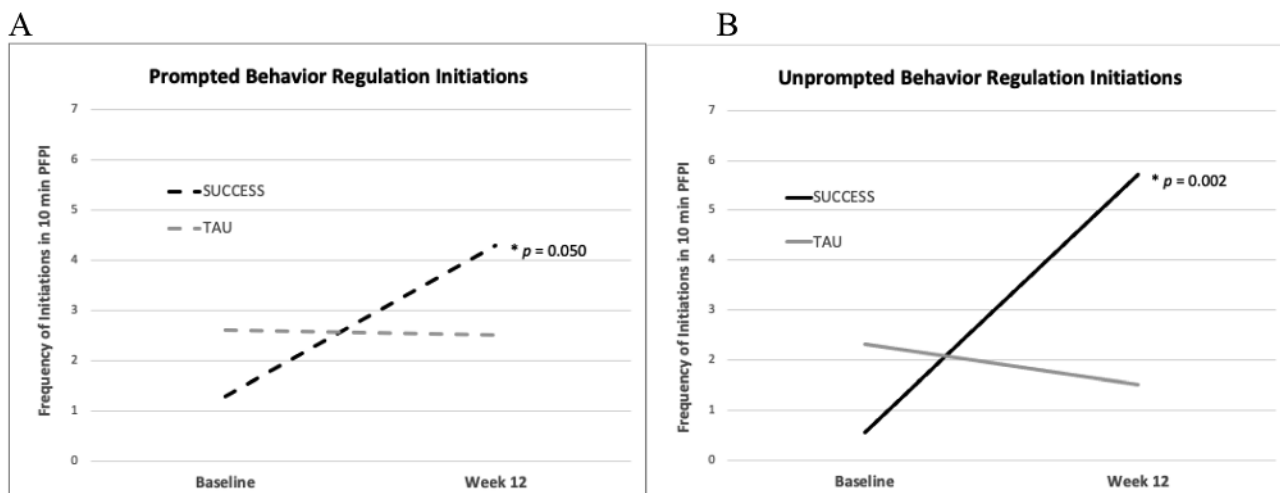 A
Prompted Behavior Regulation Initiations
Frequency of Initiations in 10 min PFPI
7
6
5
4
3
2
1
0
SUCCESS
TAU
* p = 0.050
Baseline
Week 12
B
Unprompted Behavior Regulation Initiations
Frequency of Initiations in 10 min PFPI
7
6
5
4
3
2
1
0
SUCCESS
TAU
* p = 0.002
Baseline
Week 12